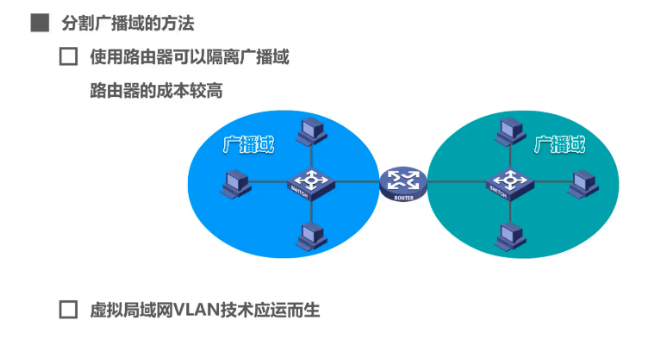 分割广播域的方法
使用路由器可以隔离广播域
路由器的成本较高
广播域
广播域
SWITCH
ROUTER
SWITCH
虚拟局域网VLAN技术应运而生